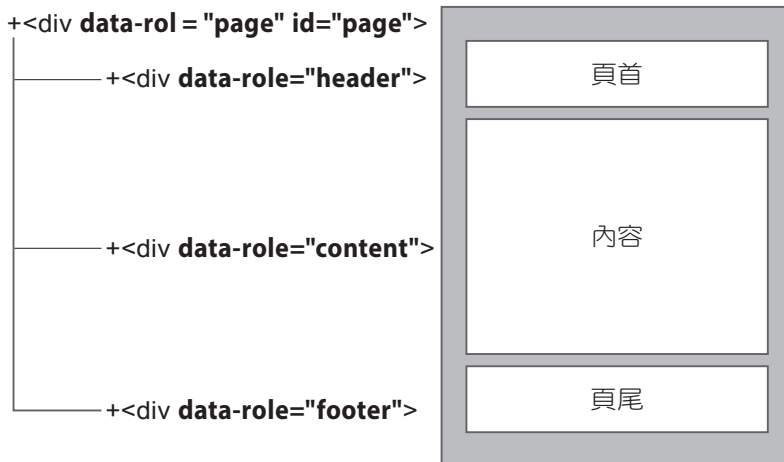 +<div data-rol = "page" id="page">
+<div data-role="header">
頁首
+<div data-role="content">
內容
+<div data-role="footer">
頁尾